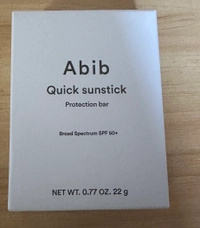 Abib
Quick sunstick
Protection bar
Broad Spectrum SPF 50+
NET WT. 0.77 OZ. 22 g